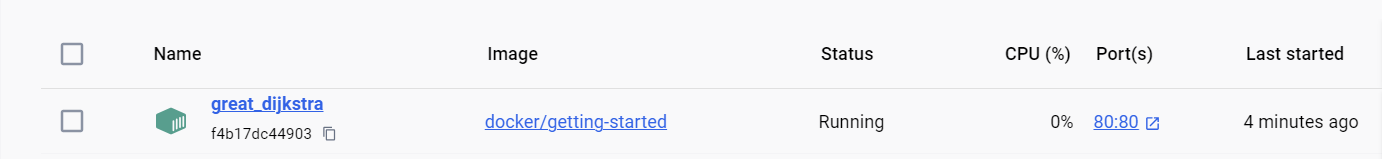 Name Image Status CPU (%) Port(s) Last started
great_dijkstra
docker/getting-started Running 0% 80:80 4 minutes ago
f4b17dc44903